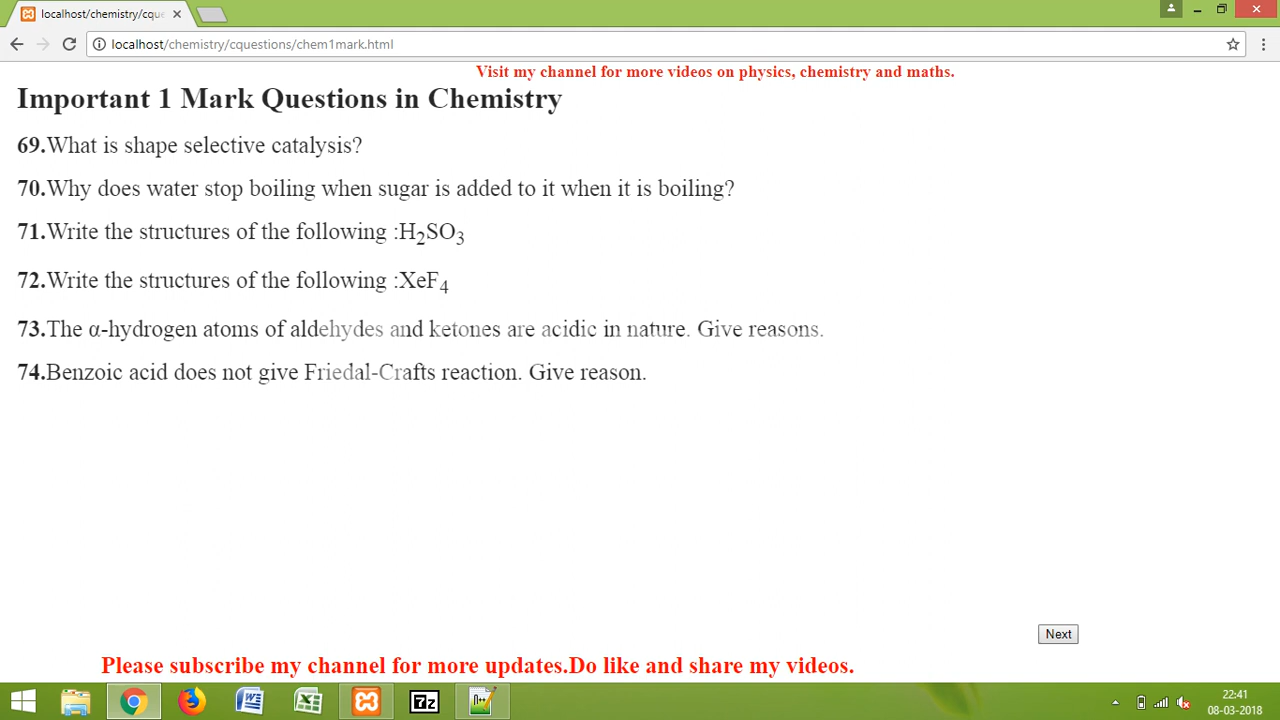 localhost/chemistry/cque
localhost/chemistry/cquestions/chem1mark.html
Visit my channel for more videos on physics, chemistry and maths.
Important 1 Mark Questions in Chemistry
69.What is shape selective catalysis?
70.Why does water stop boiling when sugar is added to it when it is boiling?
71.Write the structures of the following :H₂SO₃
72.Write the structures of the following :XeF₄
73.The α-hydrogen atoms of aldehydes and ketones are acidic in nature. Give reasons.
74.Benzoic acid does not give Friedal-Crafts reaction. Give reason.
Next
Please subscribe my channel for more updates.Do like and share my videos.
7z
22:41
08-03-2018